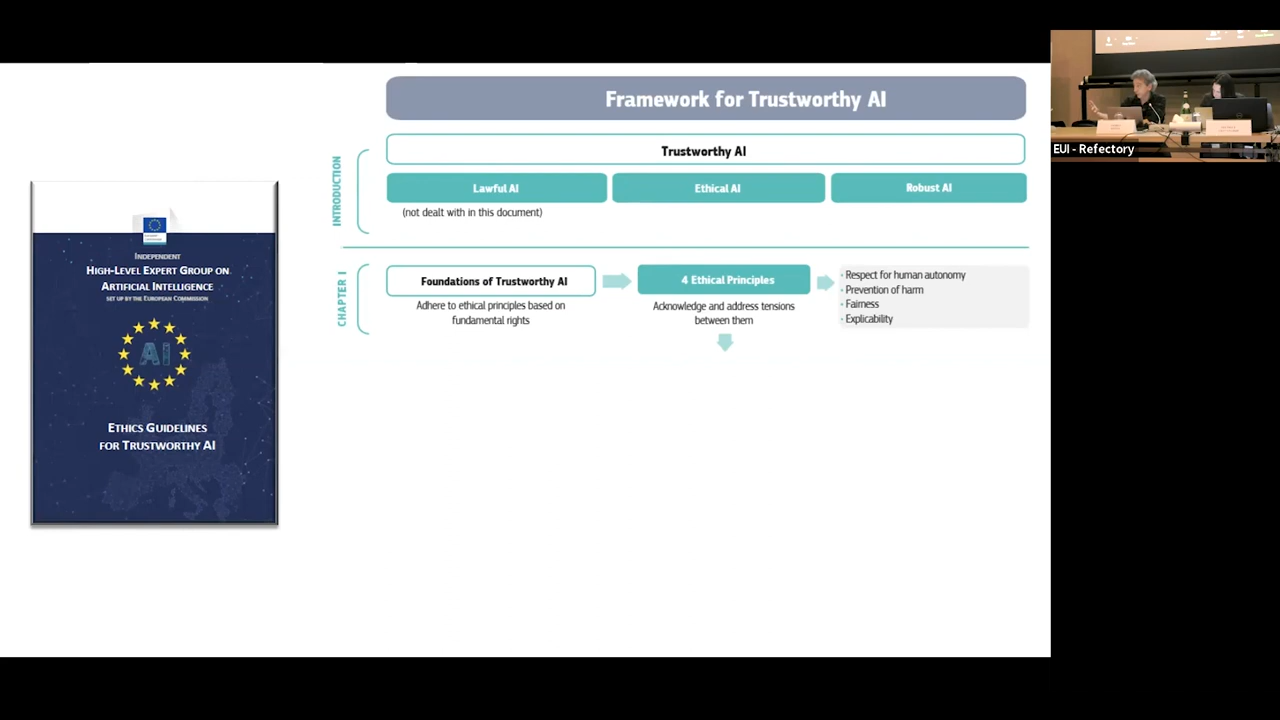 Framework for Trustworthy AI
INTRODUCTION
Trustworthy AI
Lawful AI
Ethical AI
Robust AI
(not dealt with in this document)
CHAPTER I
Foundations of Trustworthy AI
Adhere to ethical principles based on
fundamental rights
4 Ethical Principles
Acknowledge and address tensions
between them
· Respect for human autonomy
· Prevention of harm
· Fairness
· Explicability
INDEPENDENT
HIGH-LEVEL EXPERT GROUP ON
ARTIFICIAL INTELLIGENCE
SET UP BY THE EUROPEAN COMMISSION
AI
ETHICS GUIDELINES
FOR TRUSTWORTHY AI
EUI - Refectory